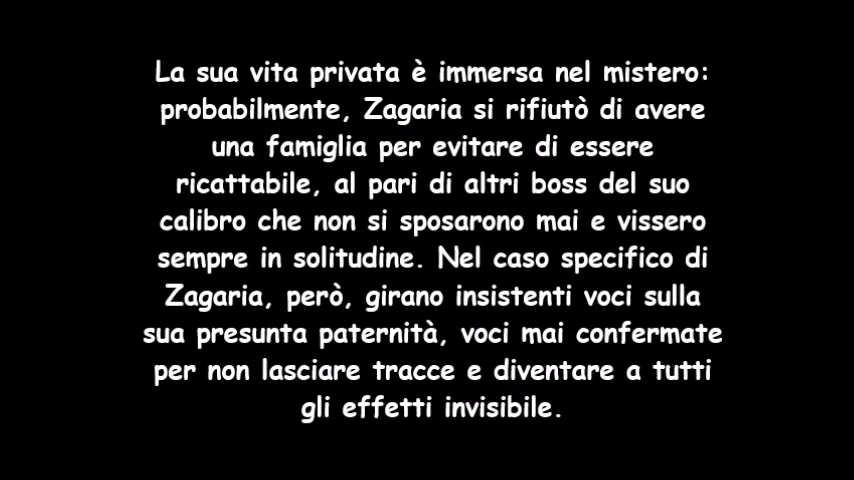 La sua vita privata è immersa nel mistero:
probabilmente, Zagaria si rifiutò di avere
una famiglia per evitare di essere
ricattabile, al pari di altri boss del suo
calibro che non si sposarono mai e vissero
sempre in solitudine. Nel caso specifico di
Zagaria, però, girano insistenti voci sulla
sua presunta paternità, voci mai confermate
per non lasciare tracce e diventare a tutti
gli effetti invisibile.